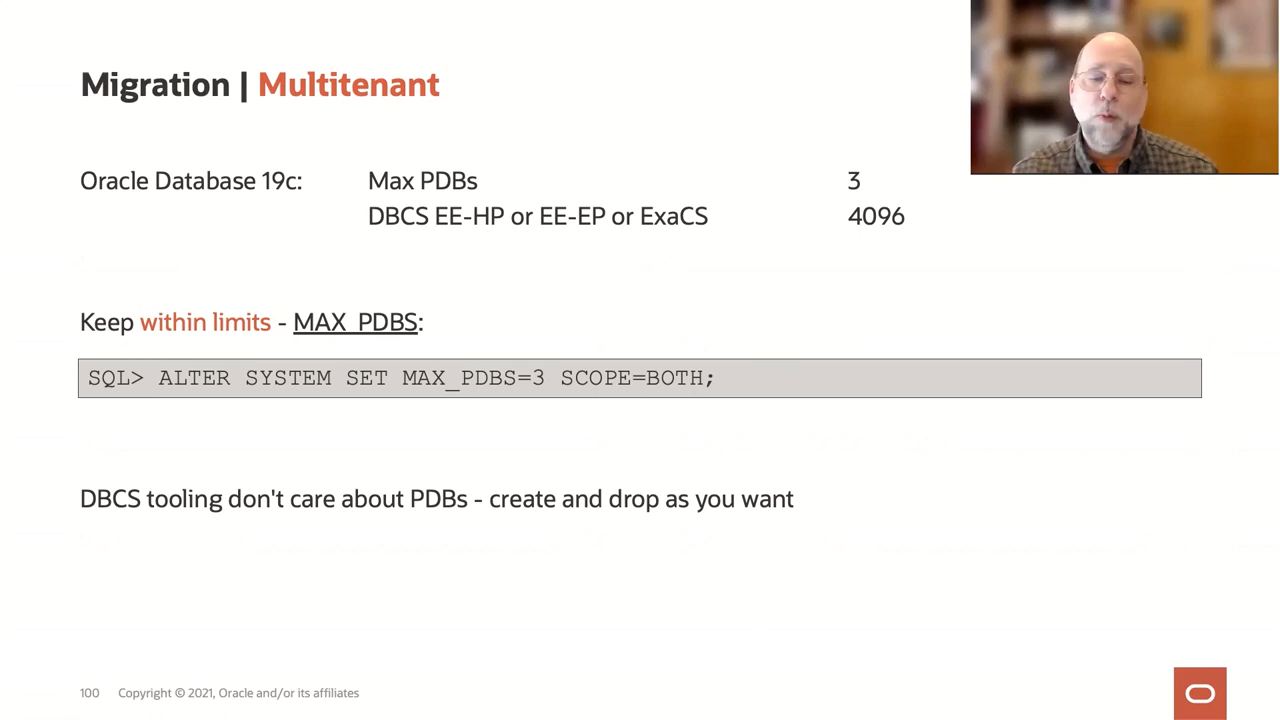 Migration | Multitenant
Oracle Database 19c: Max PDBs 3
DBCS EE-HP or EE-EP or ExaCS 4096
Keep within limits - MAX_PDBS:
SQL> ALTER SYSTEM SET MAX_PDBS=3 SCOPE=BOTH;
DBCS tooling don't care about PDBs - create and drop as you want
100 Copyright © 2021, Oracle and/or its affiliates